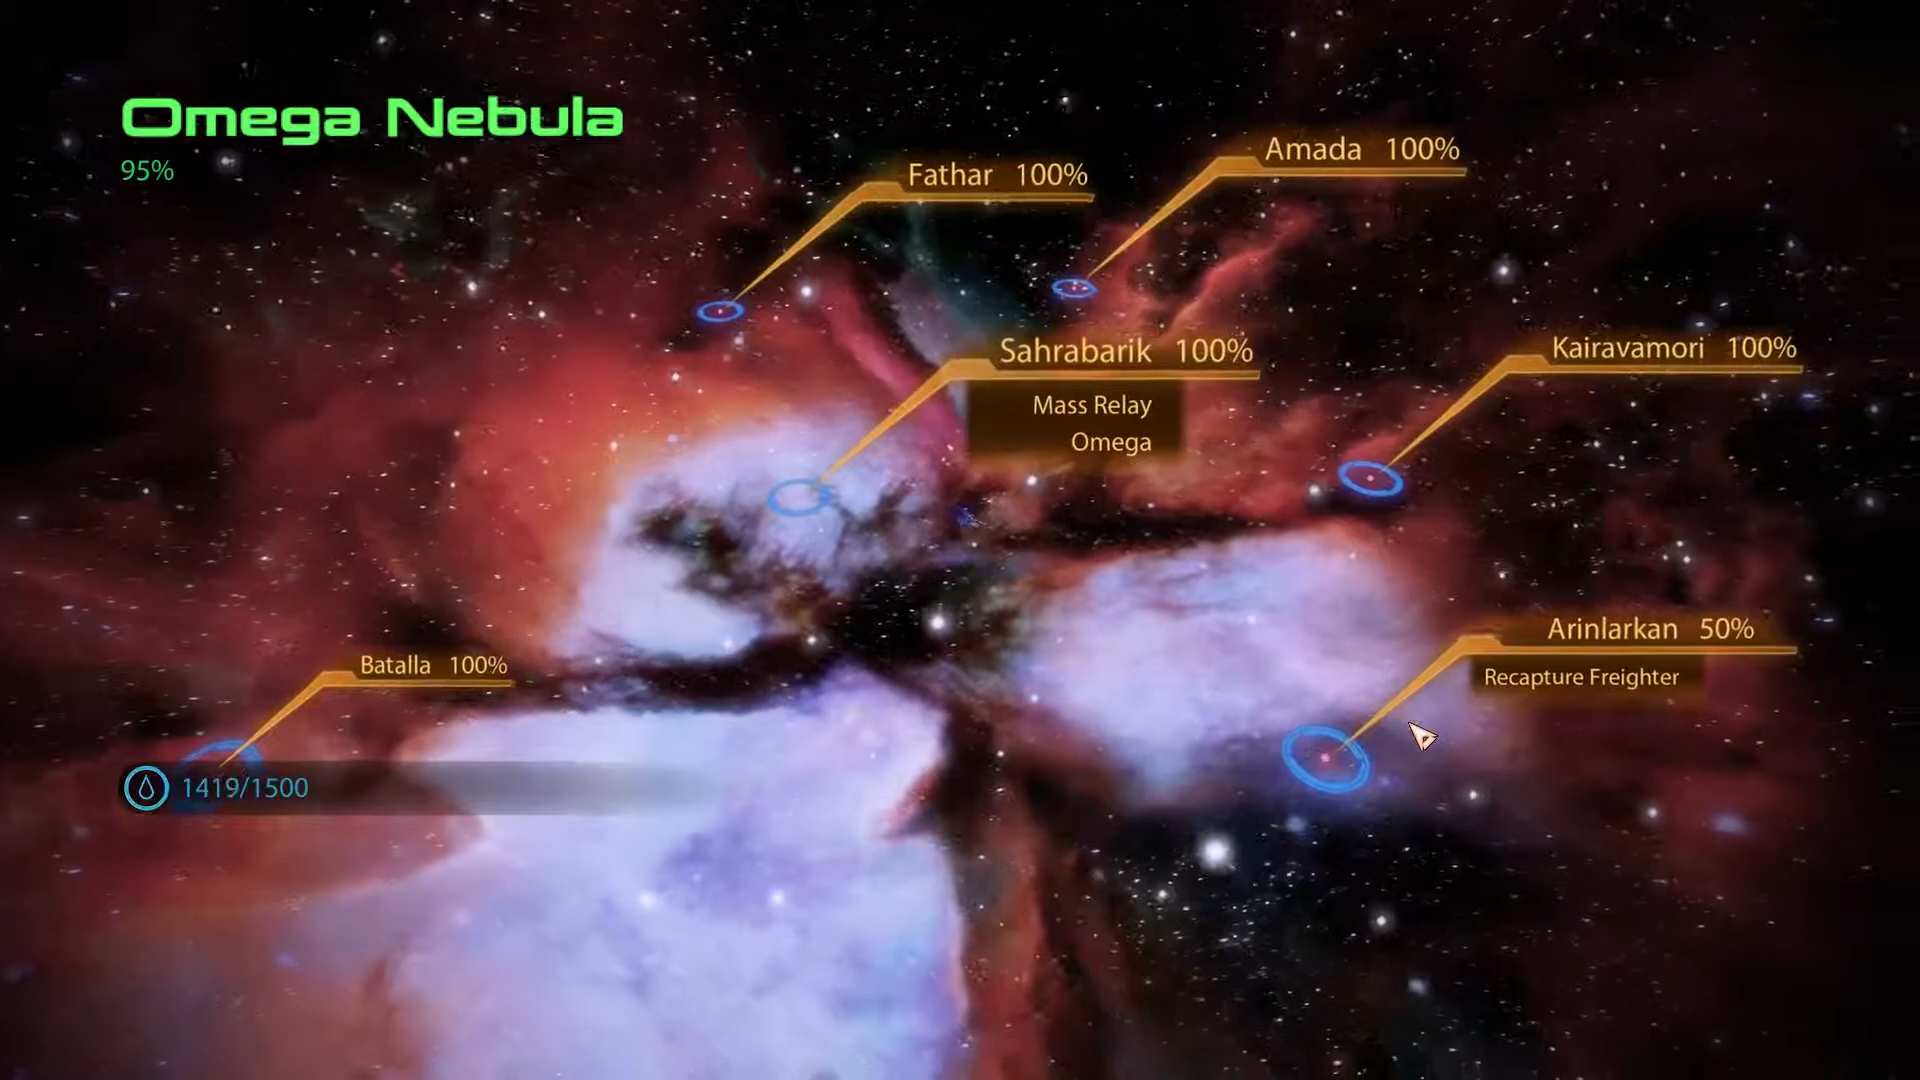 Omega Nebula
95%
Fathar 100%
Amada 100%
Sahrabarik 100%
Mass Relay
Omega
Kairavamori 100%
Arinlarkan 50%
Recapture Freighter
Batalla 100%
1419/1500